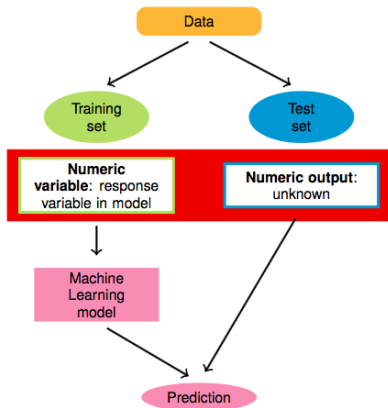 Data
Training
set
Test
set
Numeric
variable: response
variable in model
Numeric output:
unknown
Machine
Learning
model
Prediction